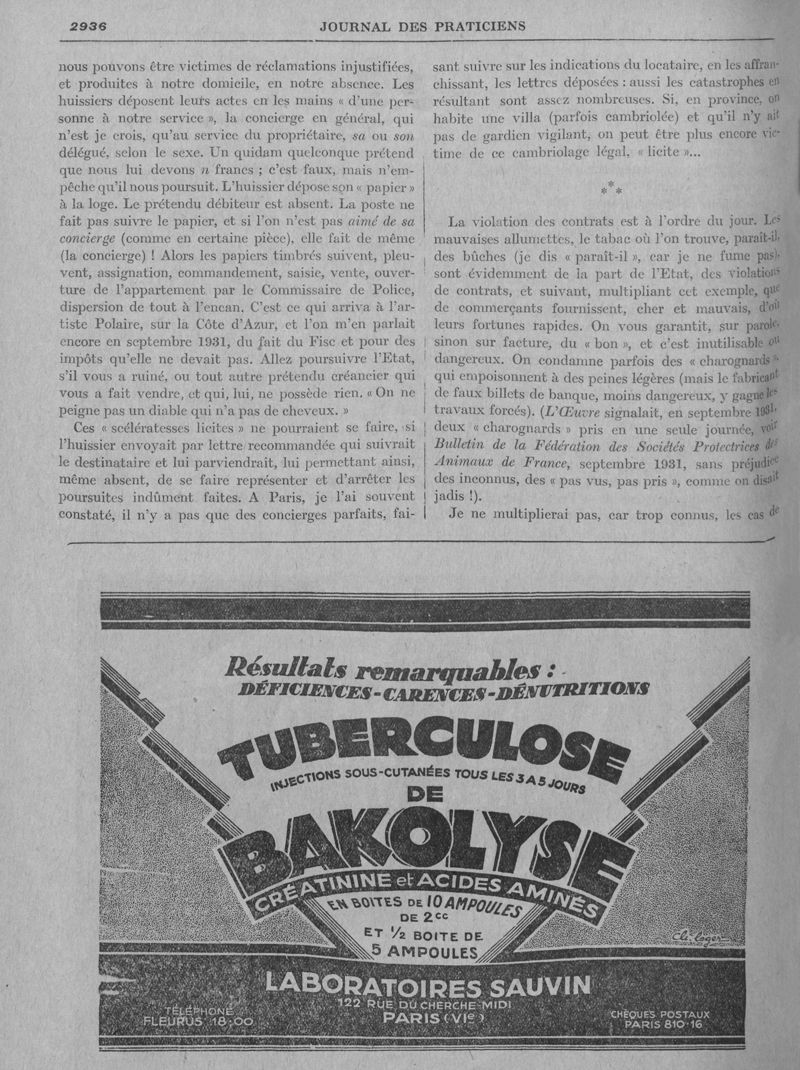 2936
JOURNAL DES PRATICIENS
nous pouvons être victimes de réclamations injustifiées,
et produites à notre domicile, en notre absence. Les
huissiers déposent leurs actes en les mains « d'une per-
sonne à notre service », la concierge en général, qui
n'est je crois, qu'au service du propriétaire, sa ou son
délégué, selon le sexe. Un quidam quelconque prétend
que nous lui devons n francs ; c'est faux, mais n'em-
pêche qu'il nous poursuit. L'huissier dépose son « papier »
à la loge. Le prétendu débiteur est absent. La poste ne
fait pas suivre le papier, et si l'on n'est pas aimé de sa
concierge (comme en certaine pièce), elle fait de même
(la concierge) ! Alors les papiers timbrés suivent, pleu-
vent, assignation, commandement, saisie, vente, ouver-
ture de l'appartement par le Commissaire de Police,
dispersion de tout à l'encan. C'est ce qui arriva à l'ar-
tiste Polaire, sur la Côte d'Azur, et l'on m'en parlait
encore en septembre 1931, du fait du Fisc et pour des
impôts qu'elle ne devait pas. Allez poursuivre l'Etat,
s'il vous a ruiné, ou tout autre prétendu créancier qui
vous a fait vendre, et qui, lui, ne possède rien. « On ne
peigne pas un diable qui n'a pas de cheveux. »
Ces « scélératesses licites » ne pourraient se faire, si
l'huissier envoyait par lettre recommandée qui suivrait
le destinataire et lui parviendrait, lui permettant ainsi,
même absent, de se faire représenter et d'arrêter les
poursuites indûment faites. A Paris, je l'ai souvent
constaté, il n'y a pas que des concierges parfaits, fai-
sant suivre sur les indications du locataire, en les affran-
chissant, les lettres déposées : aussi les catastrophes en
résultant sont assez nombreuses. Si, en province, on
habite une villa (parfois cambriolée) et qu'il n'y ait
pas de gardien vigilant, on peut être plus encore vic-
time de ce cambriolage légal, « licite »...
***
La violation des contrats est à l'ordre du jour. Les
mauvaises allumettes, le tabac où l'on trouve, paraît-il,
des bûches (je dis « paraît-il », car je ne fume pas),
sont évidemment de la part de l'Etat, des violations
de contrats, et suivant, multipliant cet exemple, que
de commerçants fournissent, cher et mauvais, d'où
leurs fortunes rapides. On vous garantit, sur parole,
sinon sur facture, du « bon », et c'est inutilisable ou
dangereux. On condamne parfois des « charognards »
qui empoisonnent à des peines légères (mais le fabricant
de faux billets de banque, moins dangereux, y gagne les
travaux forcés). (L'Œuvre signalait, en septembre 1931,
deux « charognards » pris en une seule journée, voir
Bulletin de la Fédération des Sociétés Protectrices des
Animaux de France, septembre 1931, sans préjudice
des inconnus, des « pas vus, pas pris », comme on disait
jadis !).
Je ne multiplierai pas, car trop connus, les cas de
Résultats remarquables :
DÉFICIENCES - CARENCES - DÉNUTRITIONS
TUBERCULOSE
INJECTIONS SOUS-CUTANÉES TOUS LES 3 A 5 JOURS
DE
BAKOLYSE
CRÉATININE et ACIDES AMINÉS
EN BOITES DE 10 AMPOULES
DE 2cc
ET 1/2 BOITE DE
5 AMPOULES
Ch. Loger
LABORATOIRES SAUVIN
122 RUE DU CHERCHE-MIDI
PARIS (VIe)
TÉLÉPHONE
FLEURUS 18:00
CHÈQUES POSTAUX
PARIS 810-16